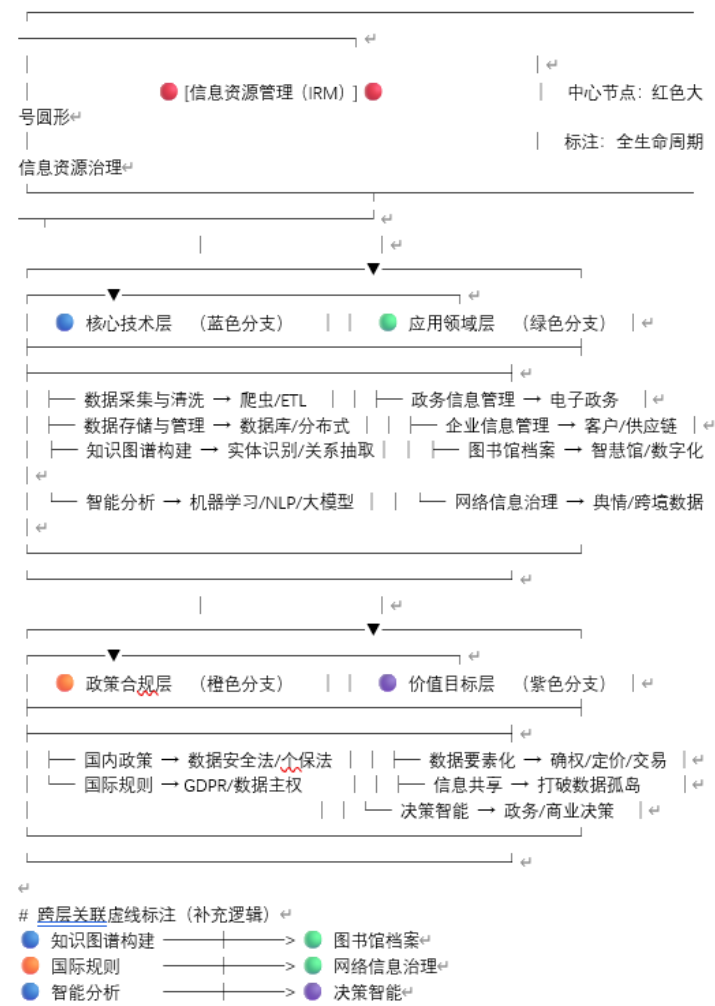 [信息资源管理（IRM）] 中心节点：红色大
号圆形
标注：全生命周期
信息资源治理
核心技术层 （蓝色分支） 应用领域层 （绿色分支）
├── 数据采集与清洗 → 爬虫/ETL │ │ ├── 政务信息管理 → 电子政务 │
├── 数据存储与管理 → 数据库/分布式 │ │ ├── 企业信息管理 → 客户/供应链 │
├── 知识图谱构建 → 实体识别/关系抽取 │ │ ├── 图书馆档案 → 智慧馆/数字化
└── 智能分析 → 机器学习/NLP/大模型 │ │ └── 网络信息治理 → 舆情/跨境数据
政策合规层 （橙色分支） 价值目标层 （紫色分支）
├── 国内政策 → 数据安全法/个保法 │ │ ├── 数据要素化 → 确权/定价/交易 │
└── 国际规则 → GDPR/数据主权 │ │ ├── 信息共享 → 打破数据孤岛 │
│ │ └── 决策智能 → 政务/商业决策 │
# 跨层关联虚线标注（补充逻辑）
知识图谱构建 ───┼───> 图书馆档案
国际规则 ───┼───> 网络信息治理
智能分析 ───┼───> 决策智能